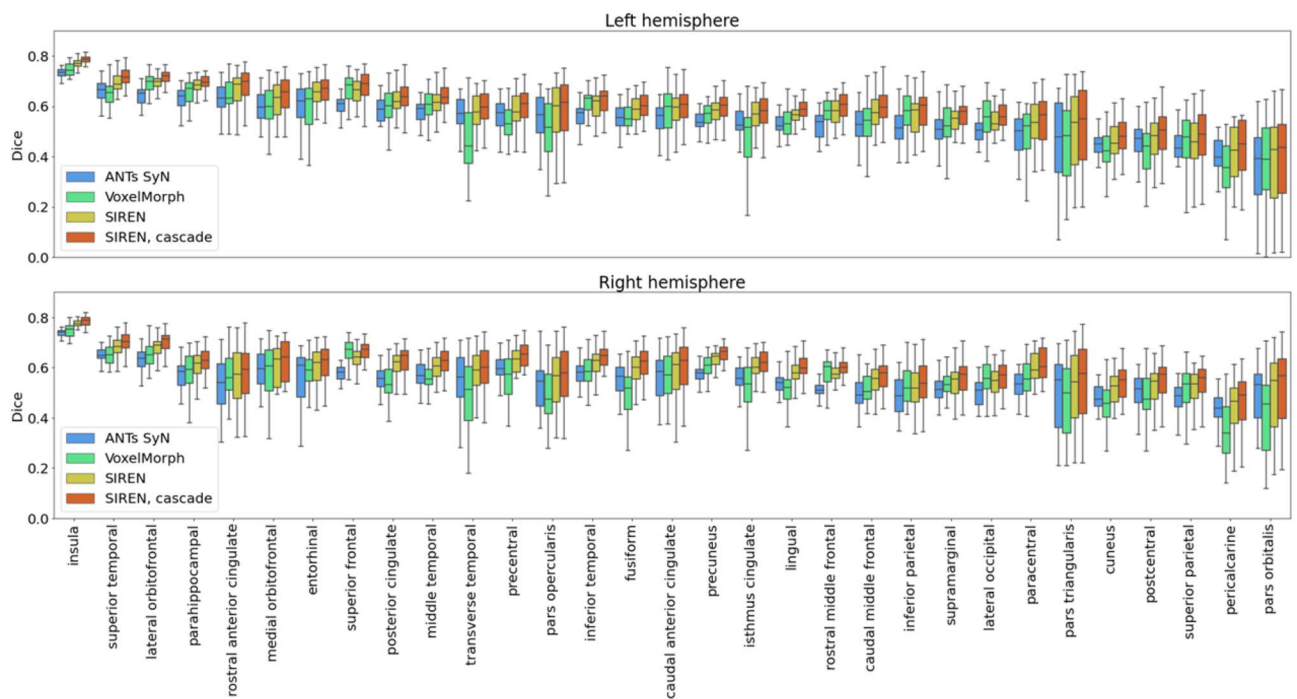 Left hemisphere
0.8
0.6
0.4
0.2
0.0
Dice
ANTs SyN
VoxelMorph
SIREN
SIREN, cascade
Right hemisphere
0.8
0.6
0.4
0.2
0.0
Dice
ANTs SyN
VoxelMorph
SIREN
SIREN, cascade
insula
superior temporal
lateral orbitofrontal
parahippocampal
rostral anterior cingulate
medial orbitofrontal
entorhinal
superior frontal
posterior cingulate
middle temporal
transverse temporal
precentral
pars opercularis
inferior temporal
fusiform
caudal anterior cingulate
precuneus
isthmus cingulate
lingual
rostral middle frontal
caudal middle frontal
inferior parietal
supramarginal
lateral occipital
paracentral
pars triangularis
cuneus
postcentral
superior parietal
pericalcarine
pars orbitalis